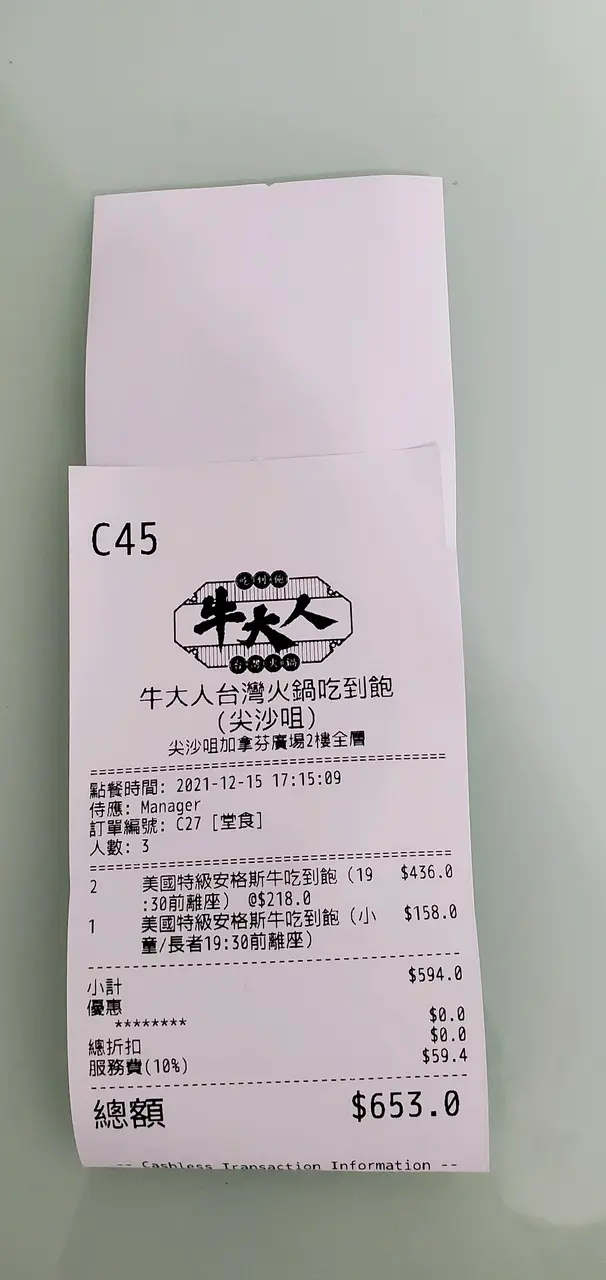 C45
吃到飽
牛大人
台灣火鍋
牛大人台灣火鍋吃到飽
(尖沙咀)
尖沙咀加拿芬廣場2樓全層
點餐時間: 2021-12-15 17:15:09
侍應: Manager
訂單編號: C27 [堂食]
人數: 3
2 美國特級安格斯牛吃到飽（19 $436.0
:30前離座） @$218.0
1 美國特級安格斯牛吃到飽（小 $158.0
童/長者19:30前離座）
小計 $594.0
優惠
******** $0.0
總折扣 $0.0
服務費(10%) $59.4
總額 $653.0
-- Cashless Transaction Information --